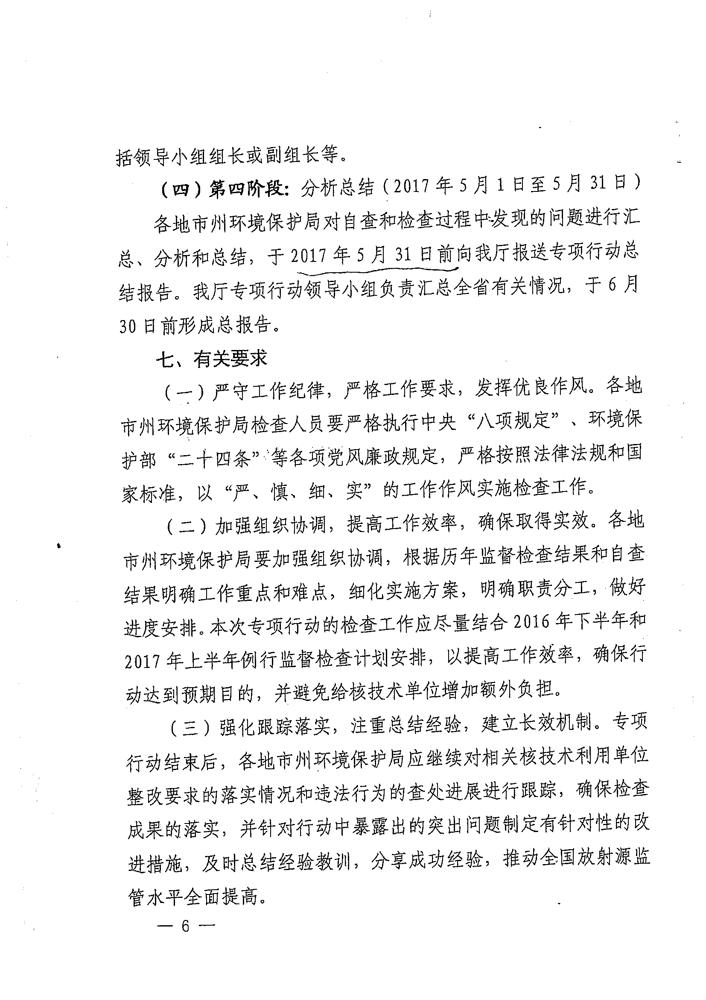 括领导小组组长或副组长等。
（四）第四阶段：分析总结（2017年5月1日至5月31日）
各地市州环境保护局对自查和检查过程中发现的问题进行汇
总、分析和总结，于2017年5月31日前向我厅报送专项行动总
结报告。我厅专项行动领导小组负责汇总全省有关情况，于6月
30日前形成总报告。
七、有关要求
（一）严守工作纪律，严格工作要求，发挥优良作风。各地
市州环境保护局检查人员要严格执行中央“八项规定”、环境保
护部“二十四条”等各项党风廉政规定，严格按照法律法规和国
家标准，以“严、慎、细、实”的工作作风实施检查工作。
（二）加强组织协调，提高工作效率，确保取得实效。各地
市州环境保护局要加强组织协调，根据历年监督检查结果和自查
结果明确工作重点和难点，细化实施方案，明确职责分工，做好
进度安排。本次专项行动的检查工作应尽量结合2016年下半年和
2017年上半年例行监督检查计划安排，以提高工作效率，确保行
动达到预期目的，并避免给核技术单位增加额外负担。
（三）强化跟踪落实，注重总结经验，建立长效机制。专项
行动结束后，各地市州环境保护局应继续对相关核技术利用单位
整改要求的落实情况和违法行为的查处进展进行跟踪，确保检查
成果的落实，并针对行动中暴露出的突出问题制定有针对性的改
进措施，及时总结经验教训，分享成功经验，推动全国放射源监
管水平全面提高。
— 6 —